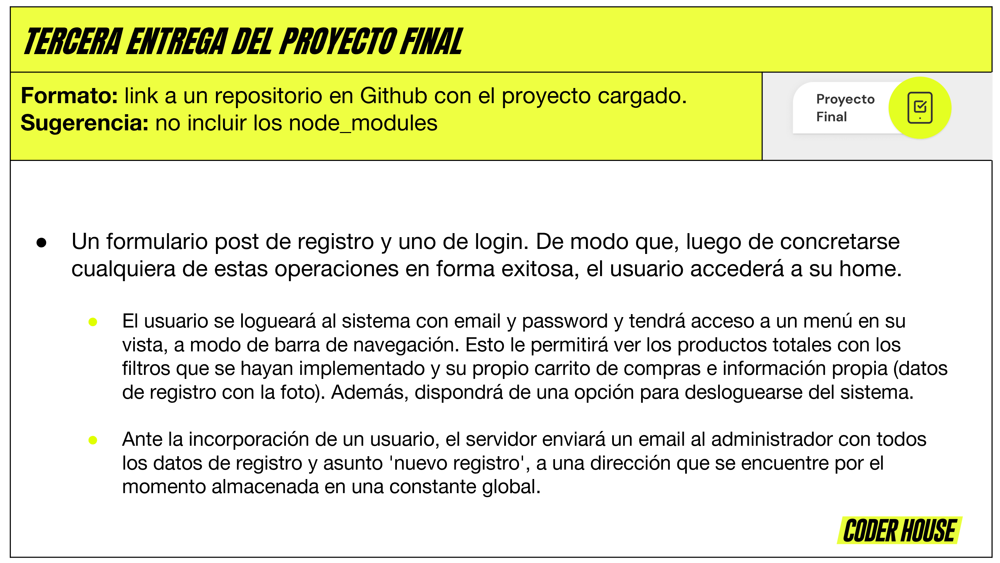 TERCERA ENTREGA DEL PROYECTO FINAL
Formato: link a un repositorio en Github con el proyecto cargado.
Sugerencia: no incluir los node_modules
Proyecto
Final
● Un formulario post de registro y uno de login. De modo que, luego de concretarse
cualquiera de estas operaciones en forma exitosa, el usuario accederá a su home.
● El usuario se logueará al sistema con email y password y tendrá acceso a un menú en su
vista, a modo de barra de navegación. Esto le permitirá ver los productos totales con los
filtros que se hayan implementado y su propio carrito de compras e información propia (datos
de registro con la foto). Además, dispondrá de una opción para desloguearse del sistema.
● Ante la incorporación de un usuario, el servidor enviará un email al administrador con todos
los datos de registro y asunto 'nuevo registro', a una dirección que se encuentre por el
momento almacenada en una constante global.
CODER HOUSE